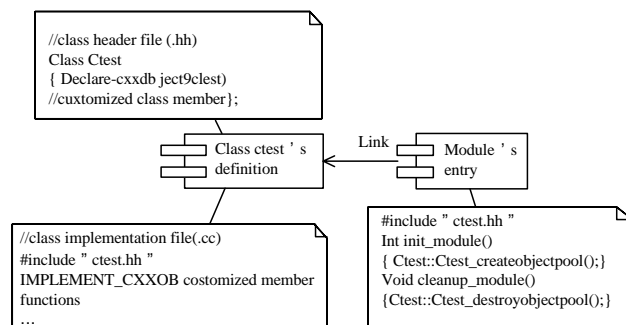 //class header file (.hh)
Class Ctest
{ Declare-cxxdb ject9clest)
//cuxtomized class member};
Class ctest ' s
definition
Link
Module ' s
entry
//class implementation file(.cc)
#include " ctest.hh "
IMPLEMENT_CXXOB costomized member
functions
…
#include " ctest.hh "
Int init_module()
{ Ctest::Ctest_createobjectpool();}
Void cleanup_module()
{Ctest::Ctest_destroyobjectpool();}